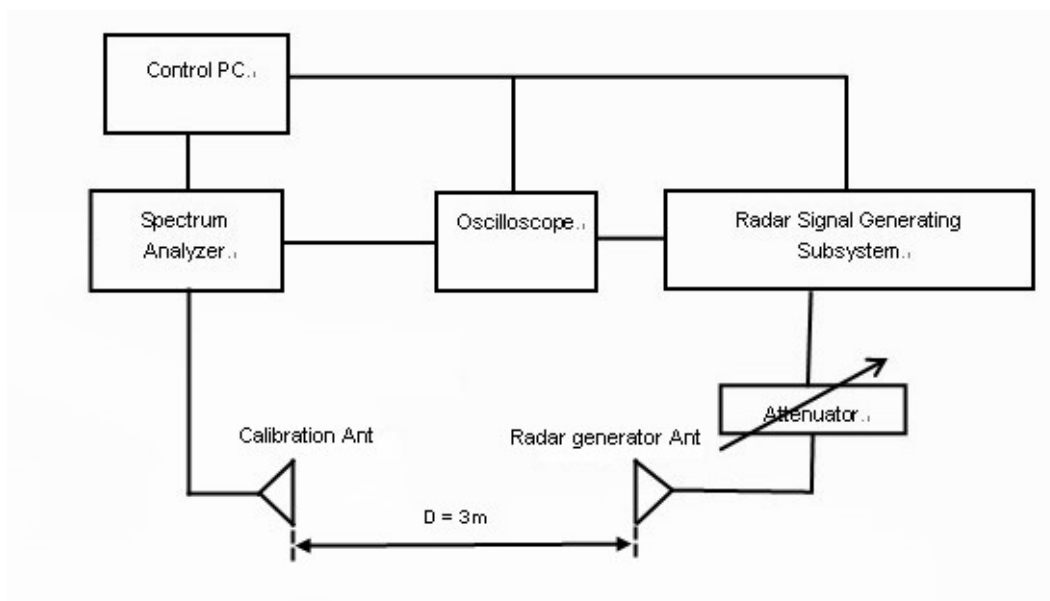 Control PC
Spectrum
Analyzer
Oscilloscope
Radar Signal Generating
Subsystem
Attenuator
Calibration Ant
Radar generator Ant
D = 3m